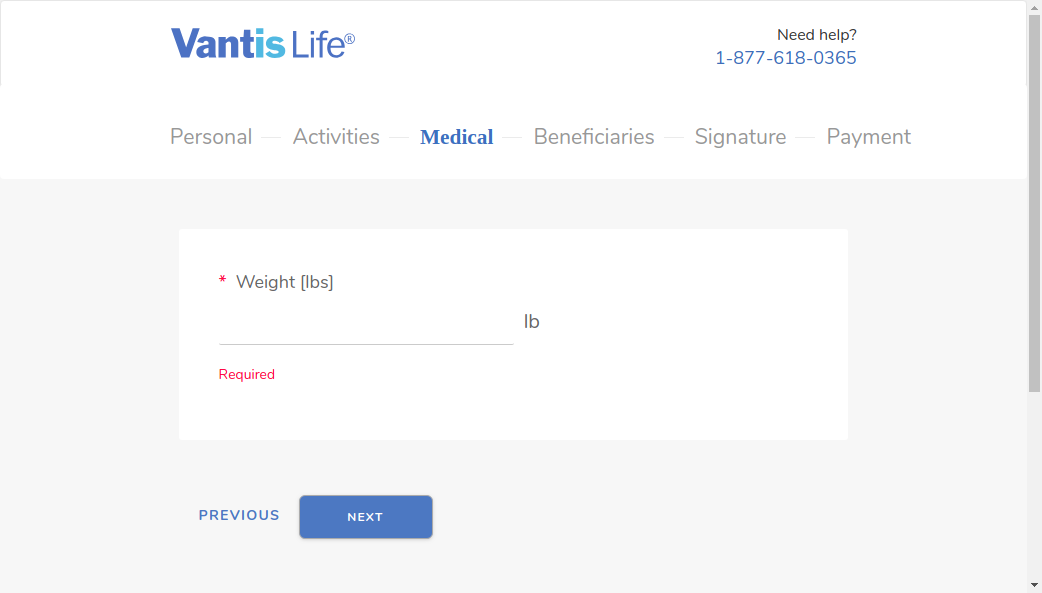 Vantis Life®
Need help?
1-877-618-0365
Personal Activities Medical Beneficiaries Signature Payment
* Weight [lbs]
lb
Required
PREVIOUS NEXT